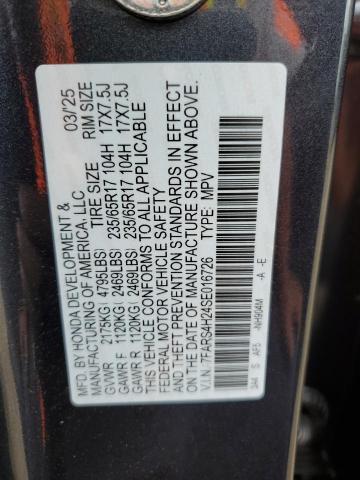 MFD. BY HONDA DEVELOPMENT & 03/'25
MANUFACTURING OF AMERICA, LLC
TIRE SIZE RIM SIZE
GVWR 2175KG( 4795LBS)
GAWR F 1120KG( 2469LBS) 235/65R17 104H 17X7.5J
GAWR R 1120KG( 2469LBS) 235/65R17 104H 17X7.5J
THIS VEHICLE CONFORMS TO ALL APPLICABLE
FEDERAL MOTOR VEHICLE SAFETY
AND THEFT PREVENTION STANDARDS IN EFFECT
ON THE DATE OF MANUFACTURE SHOWN ABOVE.
V.I.N. 7FARS4H24SE016726 TYPE: MPV
3A4 S AF5 -NH904M -A -E